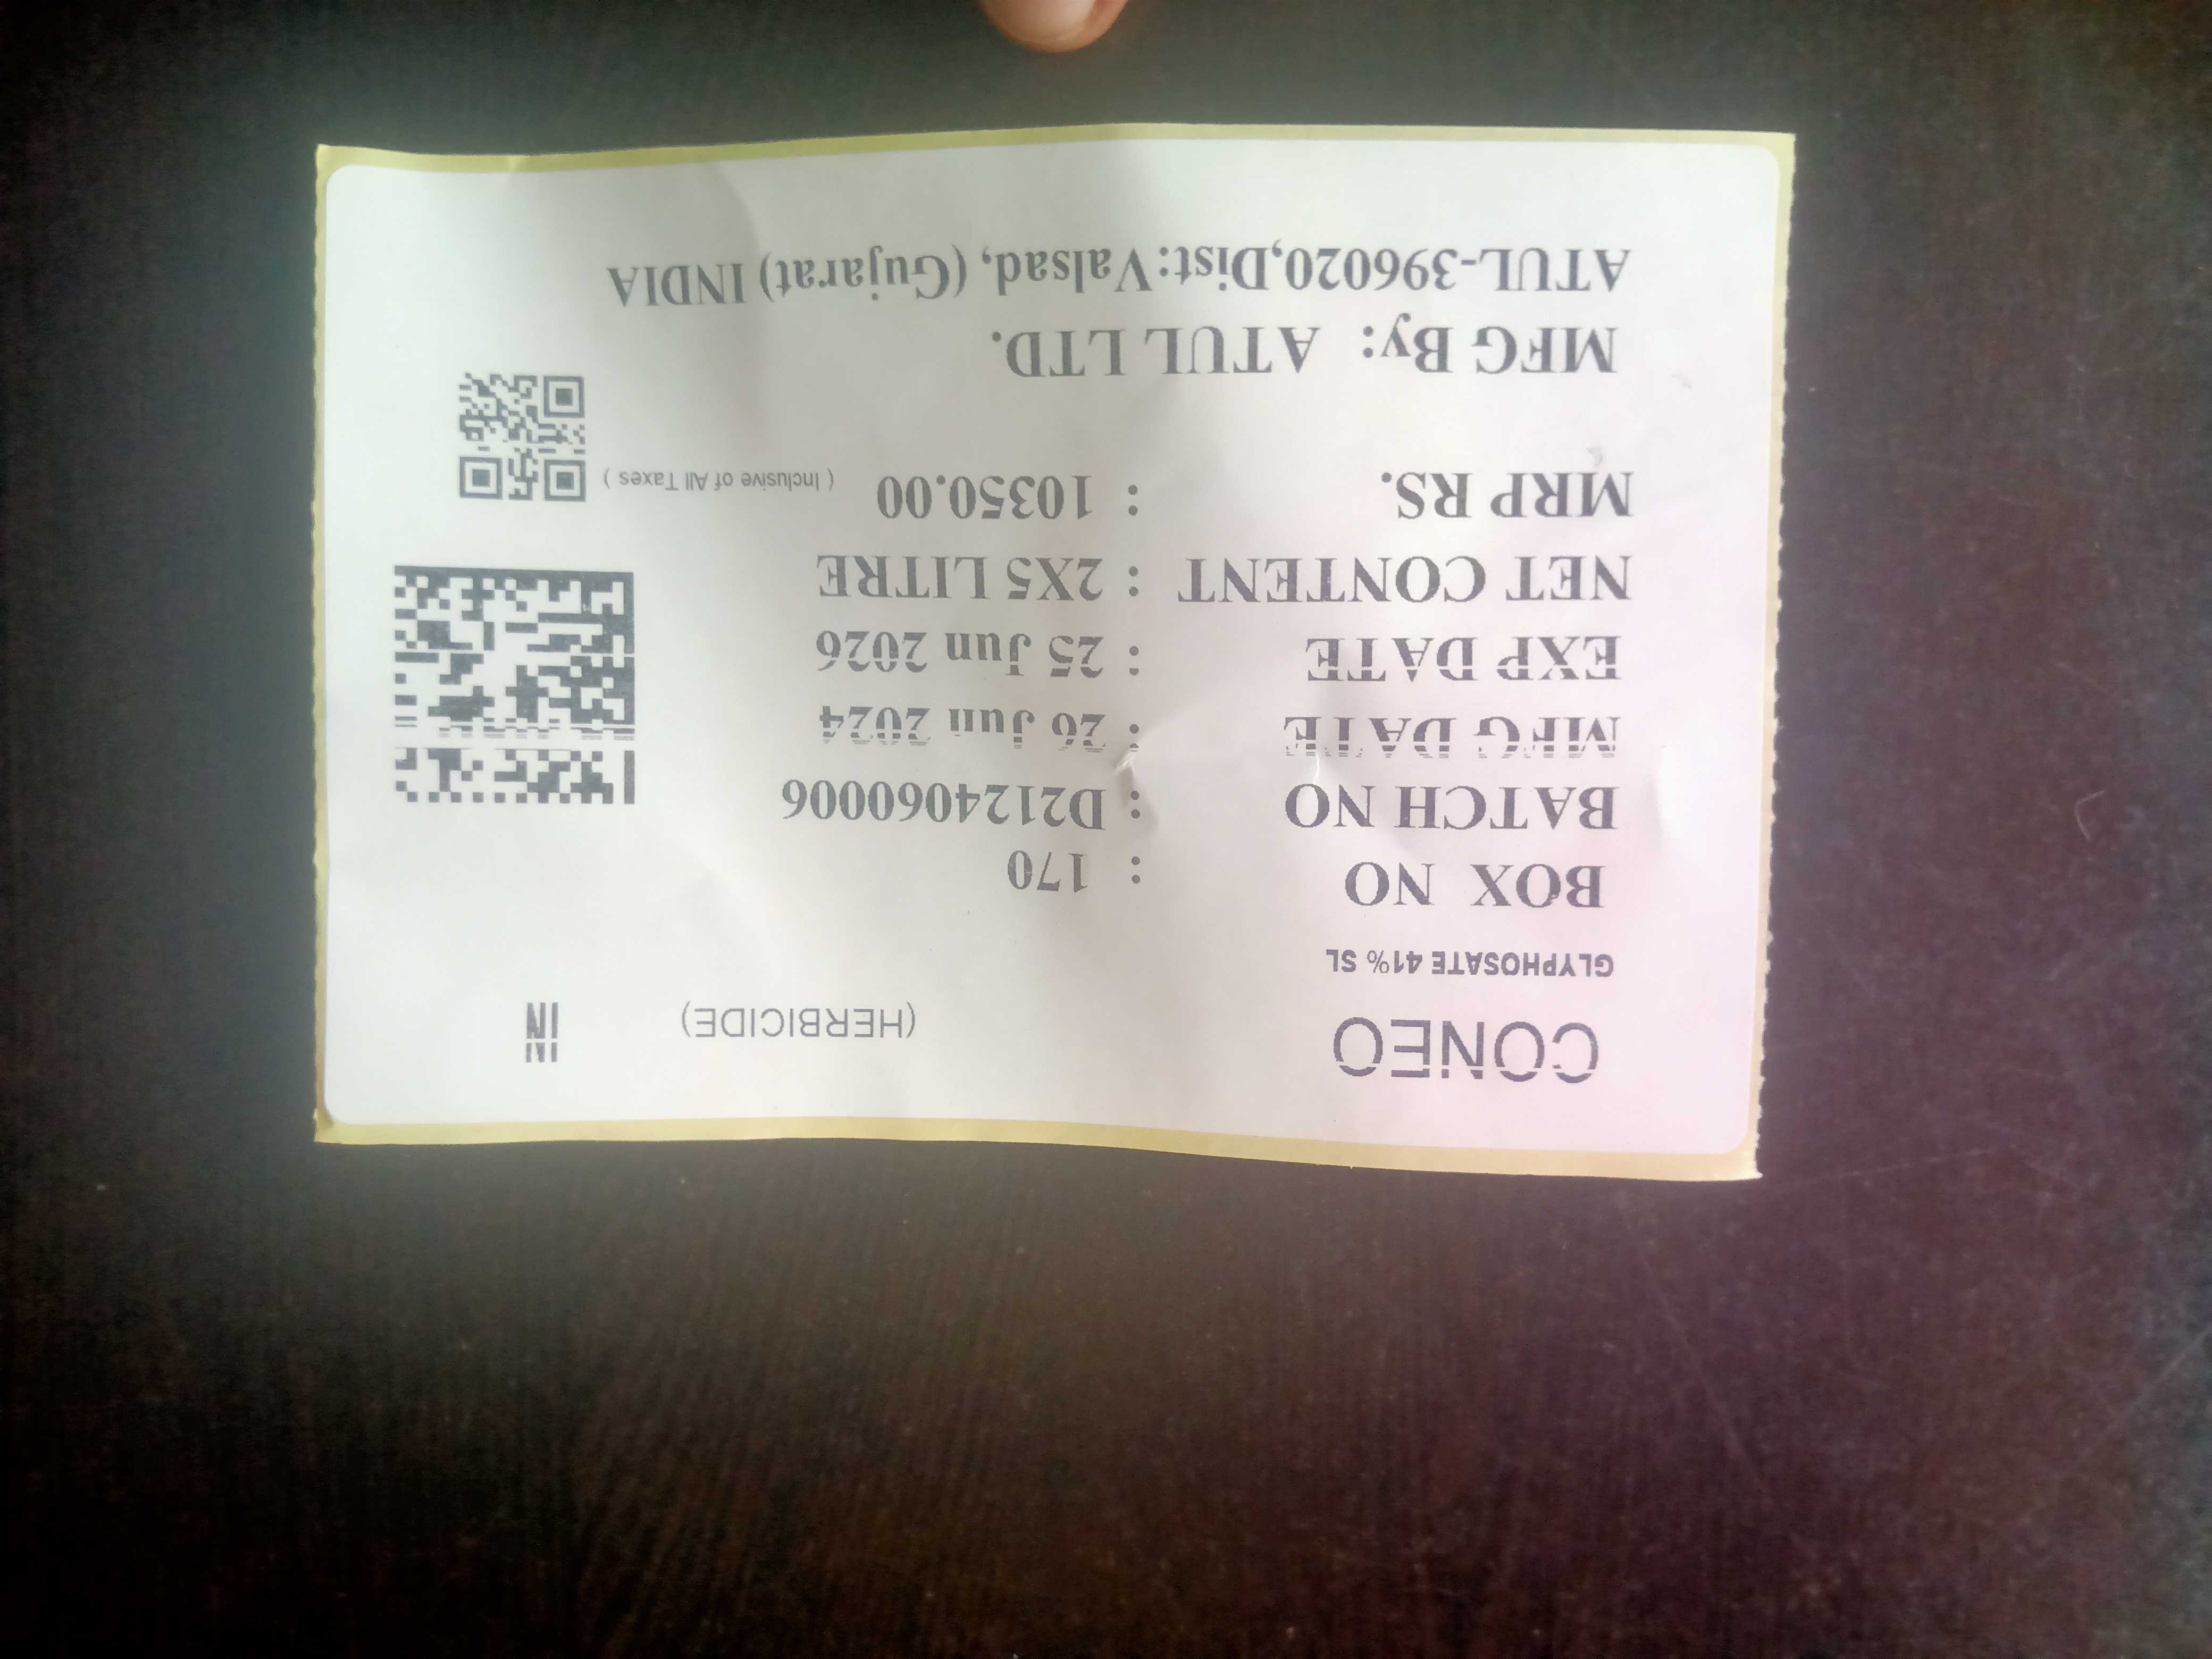 CONEO (HERBICIDE) IN
GLYPHOSATE 41% SL
BOX NO : 170
BATCH NO : D2124060006
MFG DATE : 26 Jun 2024
EXP DATE : 25 Jun 2026
NET CONTENT : 2X5 LITRE
MRP RS. : 10350.00 ( Inclusive of All Taxes )
MFG By: ATUL LTD.
ATUL-396020,Dist:Valsad, (Gujarat) INDIA